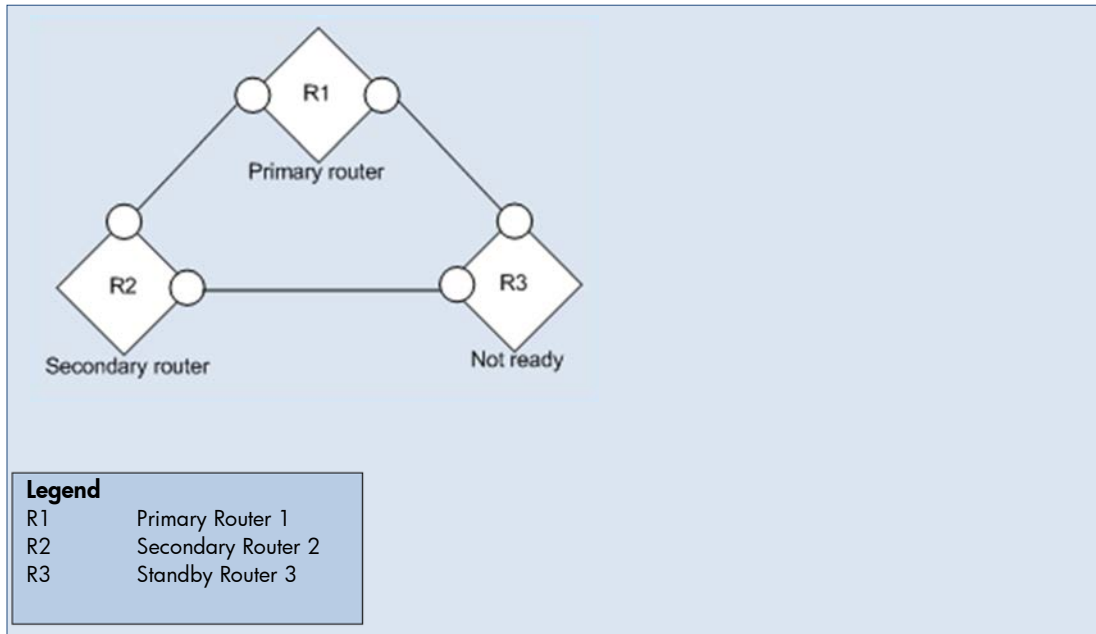 R1
Primary router
R2
R3
Secondary router
Not ready
Legend
R1 Primary Router 1
R2 Secondary Router 2
R3 Standby Router 3